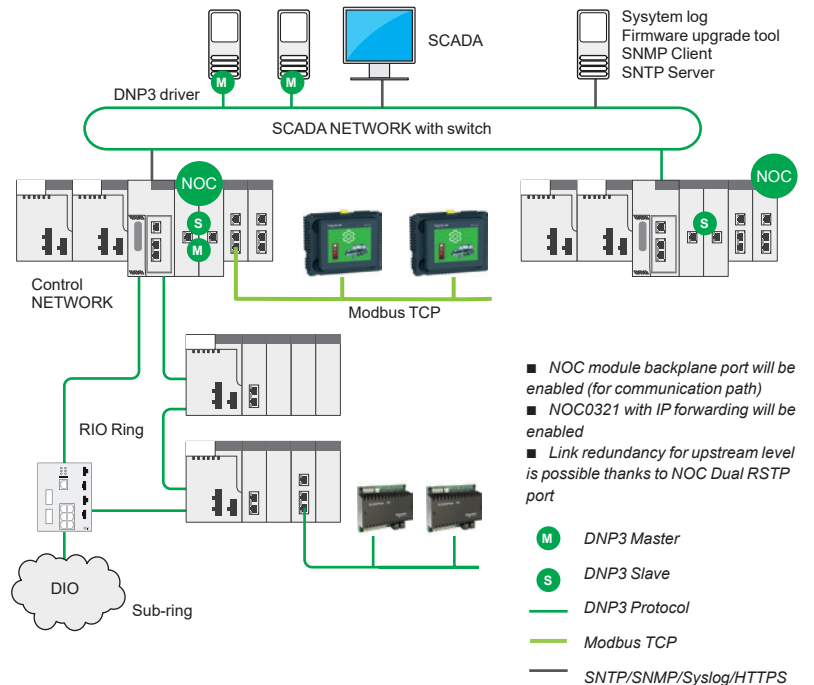 Sysytem log
Firmware upgrade tool
SNMP Client
SNTP Server
SCADA
M
M
DNP3 driver
SCADA NETWORK with switch
NOC
NOC
S
M
S
Control
NETWORK
Modbus TCP
RIO Ring
DIO
Sub-ring
■ NOC module backplane port will be
enabled (for communication path)
■ NOC0321 with IP forwarding will be
enabled
■ Link redundancy for upstream level
is possible thanks to NOC Dual RSTP
port
M DNP3 Master
S DNP3 Slave
DNP3 Protocol
Modbus TCP
SNTP/SNMP/Syslog/HTTPS